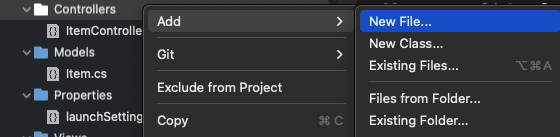 Controllers
ItemControlle
Models
Item.cs
Properties
launchSetting
Views
Add
Git
Exclude from Project
Copy ⌘ C
New File...
New Class...
Existing Files... ⌥⌘A
Files from Folder...
Existing Folder...